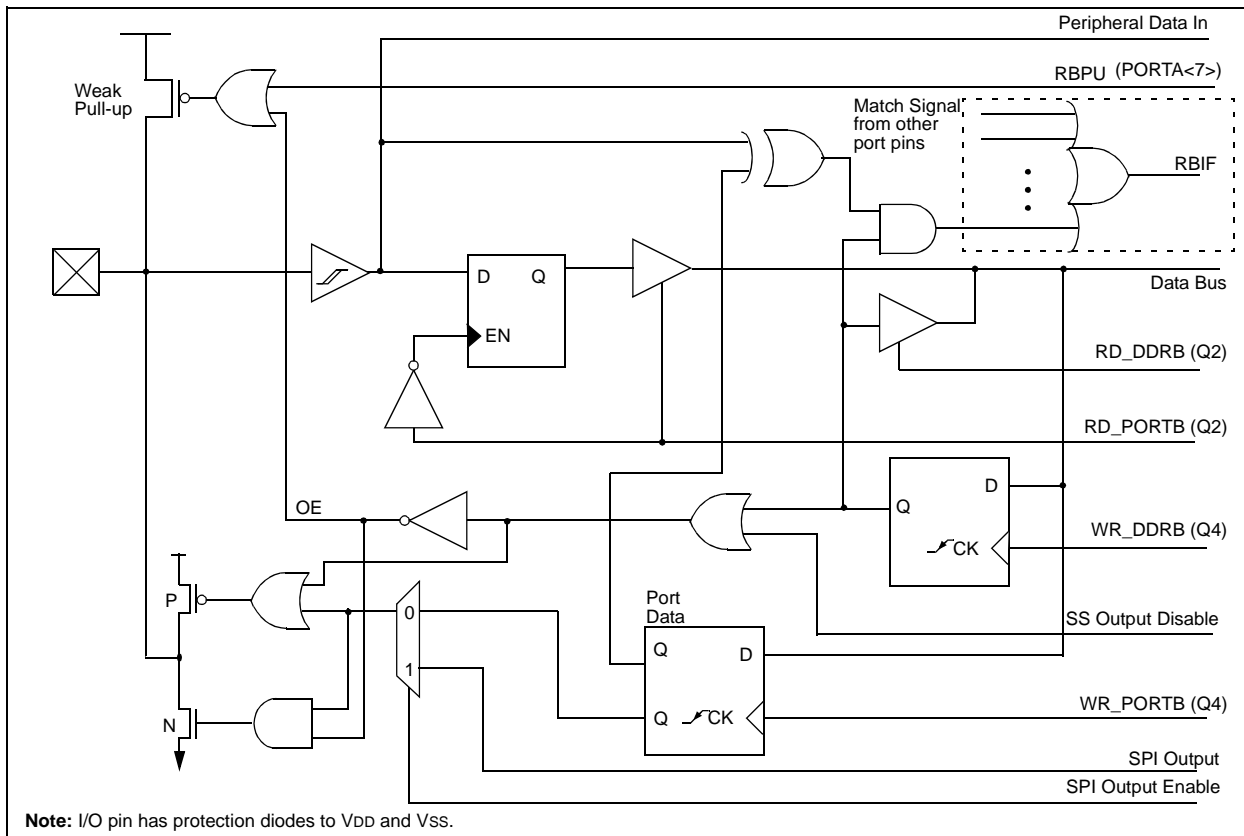 Peripheral Data In
RBPU (PORTA<7>)
Weak
Pull-up
Match Signal
from other
port pins
RBIF
D Q
Data Bus
EN
RD_DDRB (Q2)
RD_PORTB (Q2)
D
OE
Q
CK
WR_DDRB (Q4)
P
Port
Data
0
SS Output Disable
Q D
1
N
Q CK
WR_PORTB (Q4)
SPI Output
SPI Output Enable
Note: I/O pin has protection diodes to VDD and VSS.